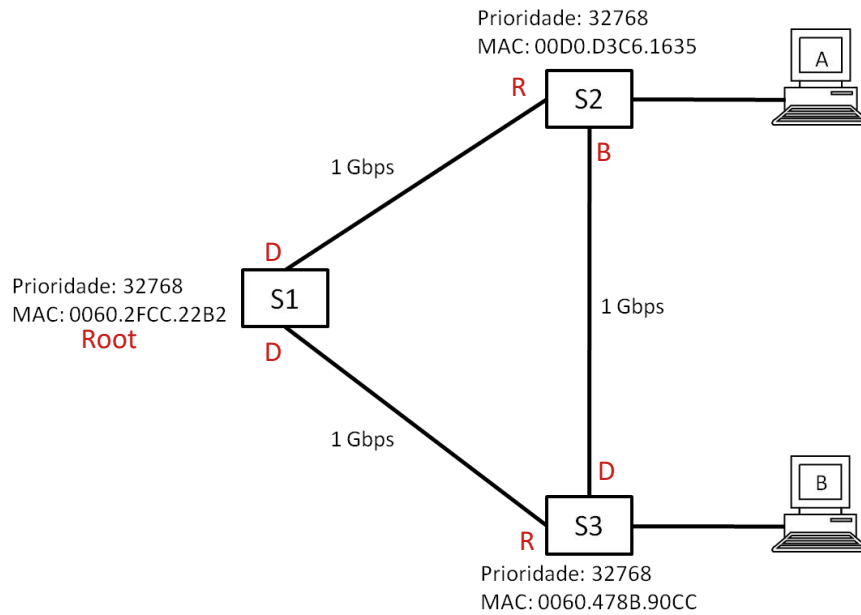 Prioridade: 32768
MAC: 00D0.D3C6.1635
A
R
S2
B
1 Gbps
D
Prioridade: 32768
MAC: 0060.2FCC.22B2
Root
S1
1 Gbps
D
1 Gbps
D
B
S3
R
Prioridade: 32768
MAC: 0060.478B.90CC